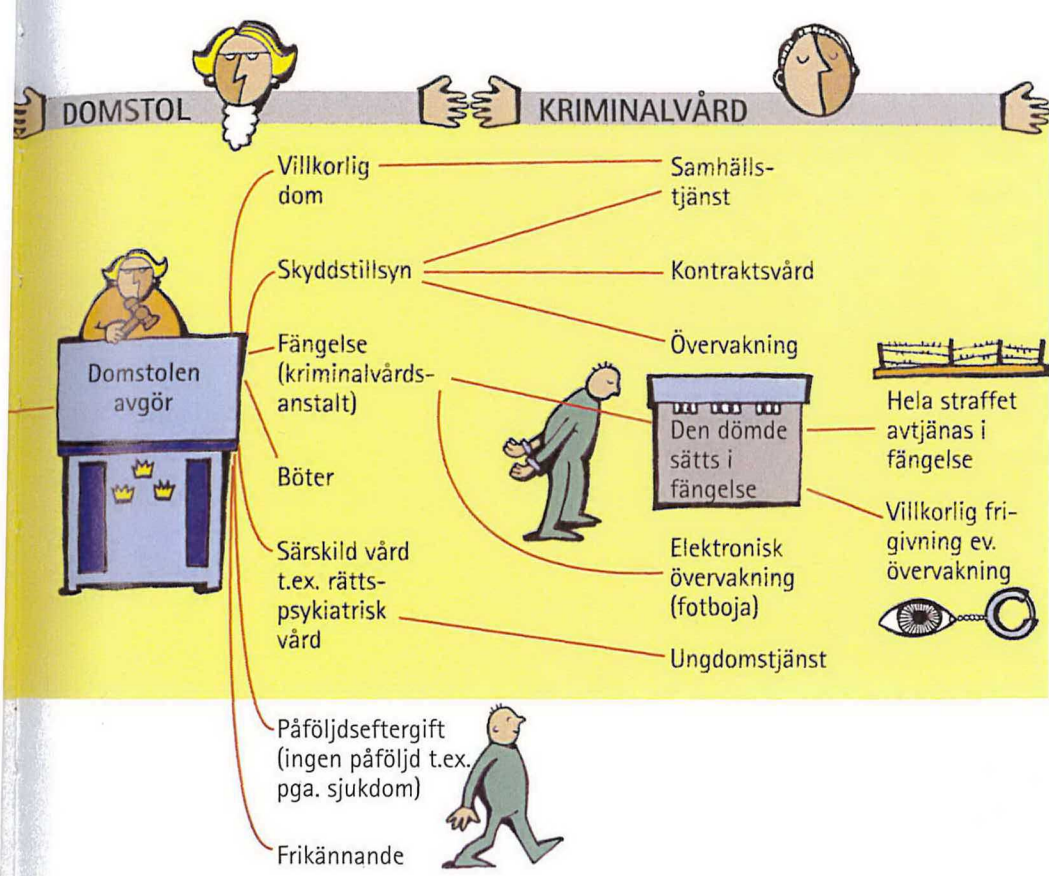 DOMSTOL
KRIMINALVÅRD
Domstolen
avgör
Villkorlig
dom
Skyddstillsyn
Fängelse
(kriminalvårds-
anstalt)
Böter
Särskild vård
t.ex. rätts-
psykiatrisk
vård
Påföljdseftergift
(ingen påföljd t.ex.
pga. sjukdom)
Frikännande
Samhälls-
tjänst
Kontraktsvård
Övervakning
Den dömde
sätts i
fängelse
Elektronisk
övervakning
(fotboja)
Ungdomstjänst
Hela straffet
avtjänas i
fängelse
Villkorlig fri-
givning ev.
övervakning